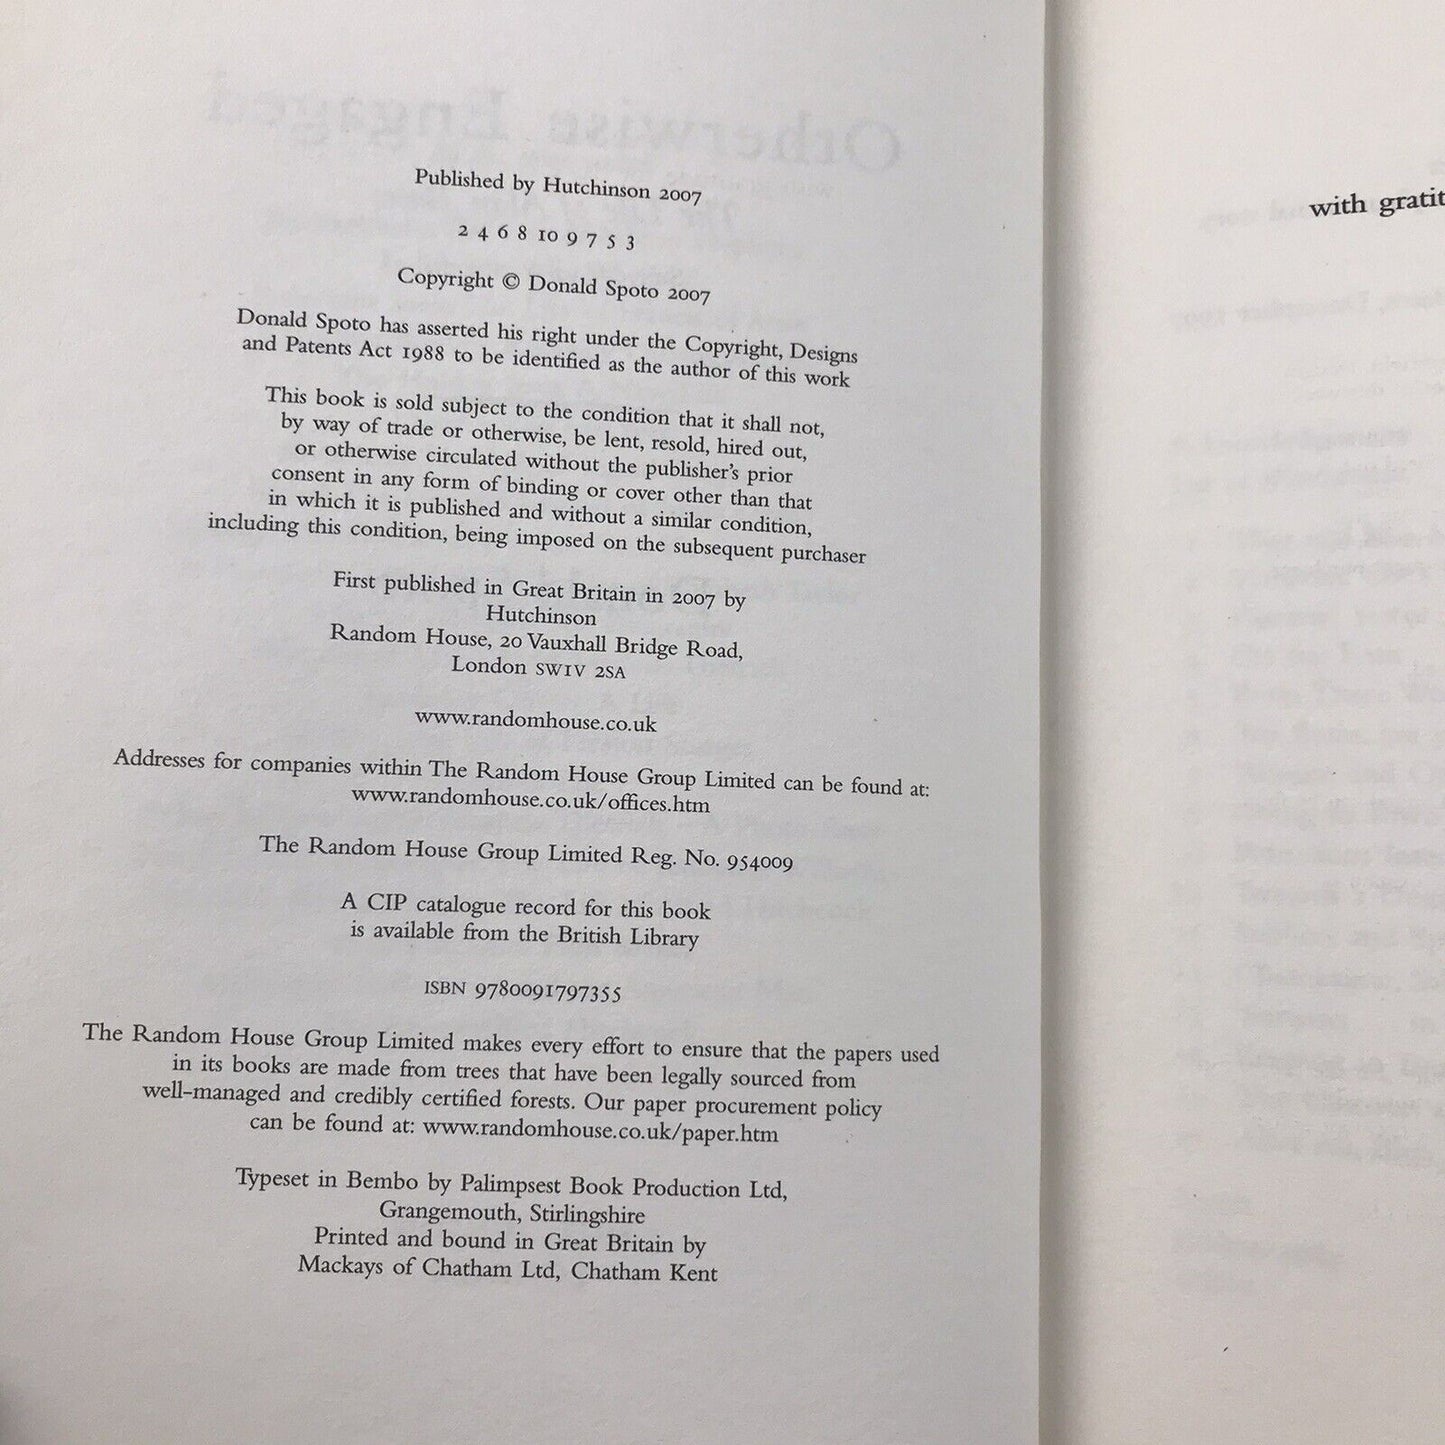 Published by Hutchinson 2007
2 4 6 8 10 9 7 5 3
Copyright © Donald Spoto 2007
Donald Spoto has asserted his right under the Copyright, Designs
and Patents Act 1988 to be identified as the author of this work
This book is sold subject to the condition that it shall not,
by way of trade or otherwise, be lent, resold, hired out,
or otherwise circulated without the publisher's prior
consent in any form of binding or cover other than that
in which it is published and without a similar condition,
including this condition, being imposed on the subsequent purchaser
First published in Great Britain in 2007 by
Hutchinson
Random House, 20 Vauxhall Bridge Road,
London SW1V 2SA
www.randomhouse.co.uk
Addresses for companies within The Random House Group Limited can be found at:
www.randomhouse.co.uk/offices.htm
The Random House Group Limited Reg. No. 954009
A CIP catalogue record for this book
is available from the British Library
ISBN 9780091797355
The Random House Group Limited makes every effort to ensure that the papers used
in its books are made from trees that have been legally sourced from
well-managed and credibly certified forests. Our paper procurement policy
can be found at: www.randomhouse.co.uk/paper.htm
Typeset in Bembo by Palimpsest Book Production Ltd,
Grangemouth, Stirlingshire
Printed and bound in Great Britain by
Mackays of Chatham Ltd, Chatham Kent
with gratit
Otherwise Engaged